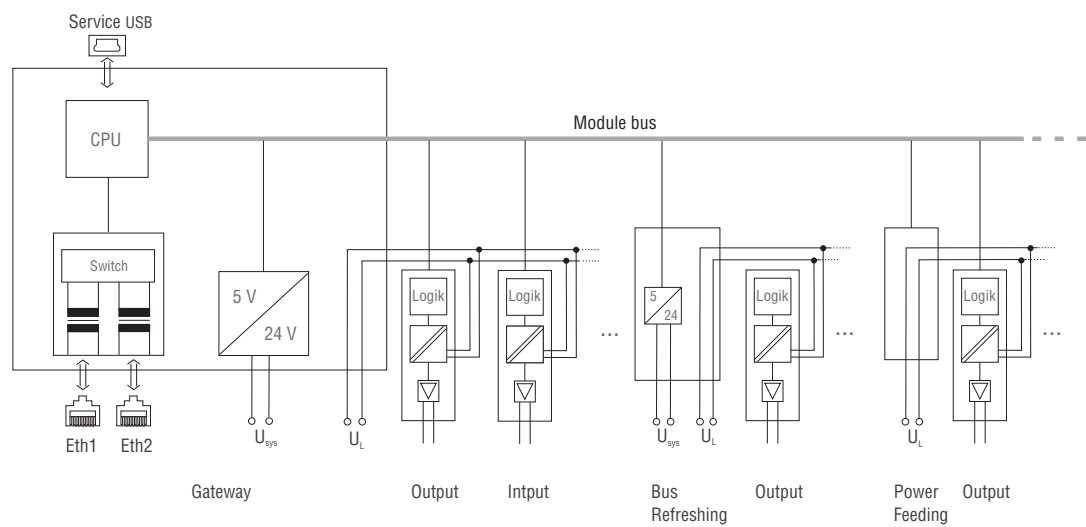 Service USB
CPU
Module bus
Switch
5 V
24 V
Logik
Logik
5
24
Logik
Logik
...
...
...
Eth1
Eth2
Usys
UL
Usys
UL
UL
Gateway
Output
Intput
Bus
Refreshing
Output
Power
Feeding
Output